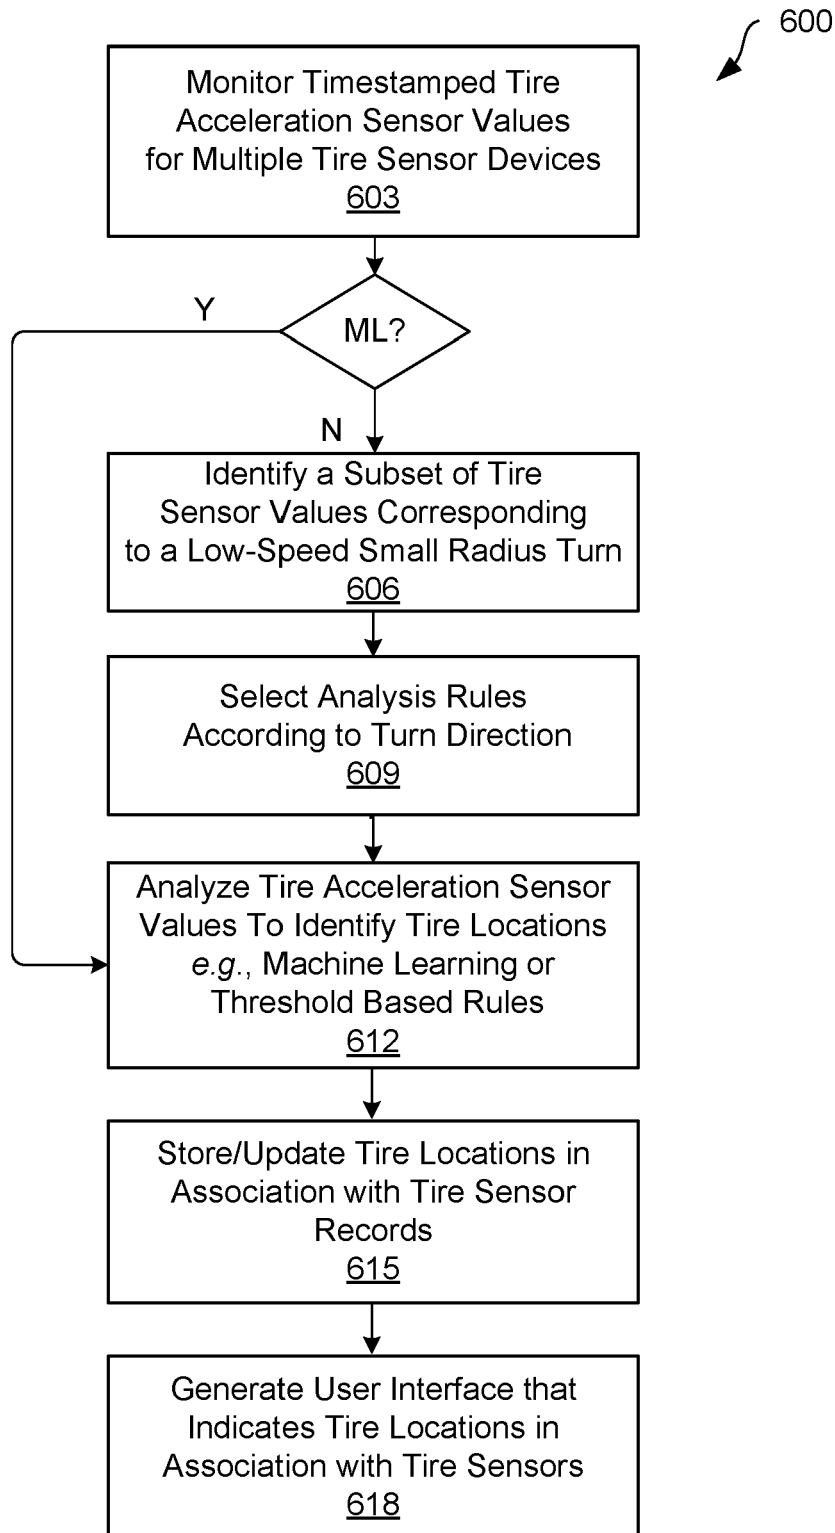 600
Monitor Timestamped Tire
Acceleration Sensor Values
for Multiple Tire Sensor Devices
603
Y
ML?
N
Identify a Subset of Tire
Sensor Values Corresponding
to a Low-Speed Small Radius Turn
606
Select Analysis Rules
According to Turn Direction
609
Analyze Tire Acceleration Sensor
Values To Identify Tire Locations
e.g., Machine Learning or
Threshold Based Rules
612
Store/Update Tire Locations in
Association with Tire Sensor
Records
615
Generate User Interface that
Indicates Tire Locations in
Association with Tire Sensors
618